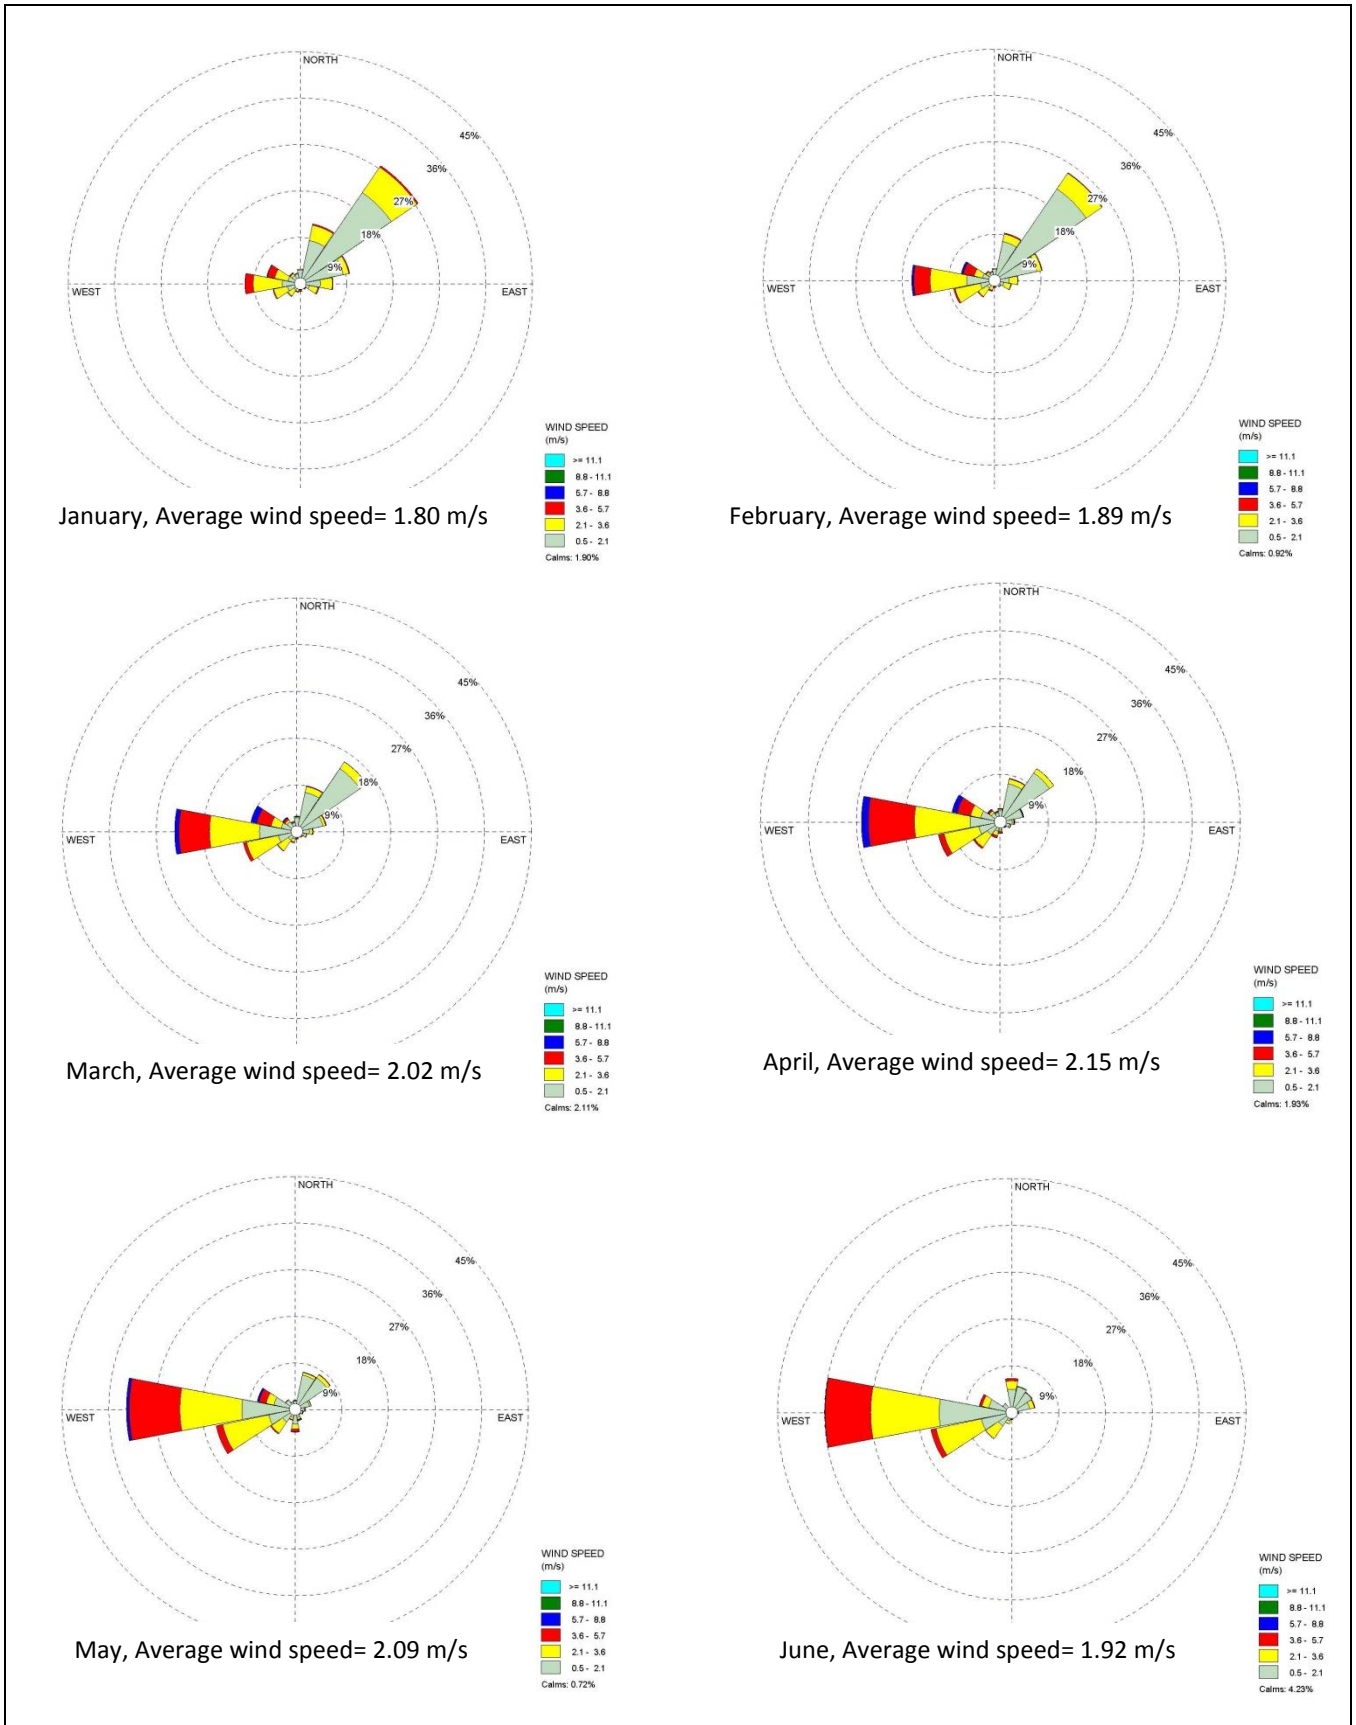 NORTH
45%
36%
27%
18%
9%
WEST
EAST
WIND SPEED
(m/s)
>= 11.1
8.8 - 11.1
5.7 - 8.8
3.6 - 5.7
2.1 - 3.6
0.5 - 2.1
Calms: 1.90%
January, Average wind speed= 1.80 m/s
NORTH
45%
36%
27%
18%
9%
WEST
EAST
WIND SPEED
(m/s)
>= 11.1
8.8 - 11.1
5.7 - 8.8
3.6 - 5.7
2.1 - 3.6
0.5 - 2.1
Calms: 0.92%
February, Average wind speed= 1.89 m/s
NORTH
45%
36%
27%
18%
9%
WEST
EAST
WIND SPEED
(m/s)
>= 11.1
8.8 - 11.1
5.7 - 8.8
3.6 - 5.7
2.1 - 3.6
0.5 - 2.1
Calms: 2.11%
March, Average wind speed= 2.02 m/s
NORTH
45%
36%
27%
18%
9%
WEST
EAST
WIND SPEED
(m/s)
>= 11.1
8.8 - 11.1
5.7 - 8.8
3.6 - 5.7
2.1 - 3.6
0.5 - 2.1
Calms: 1.93%
April, Average wind speed= 2.15 m/s
NORTH
45%
36%
27%
18%
9%
WEST
EAST
WIND SPEED
(m/s)
>= 11.1
8.8 - 11.1
5.7 - 8.8
3.6 - 5.7
2.1 - 3.6
0.5 - 2.1
Calms: 0.72%
May, Average wind speed= 2.09 m/s
NORTH
45%
36%
27%
18%
9%
WEST
EAST
WIND SPEED
(m/s)
>= 11.1
8.8 - 11.1
5.7 - 8.8
3.6 - 5.7
2.1 - 3.6
0.5 - 2.1
Calms: 4.23%
June, Average wind speed= 1.92 m/s